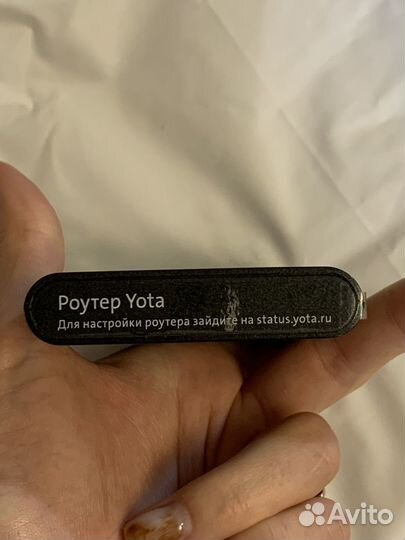 Роутер Yota
Для настройки роутера зайдите на status.yota.ru
Avito